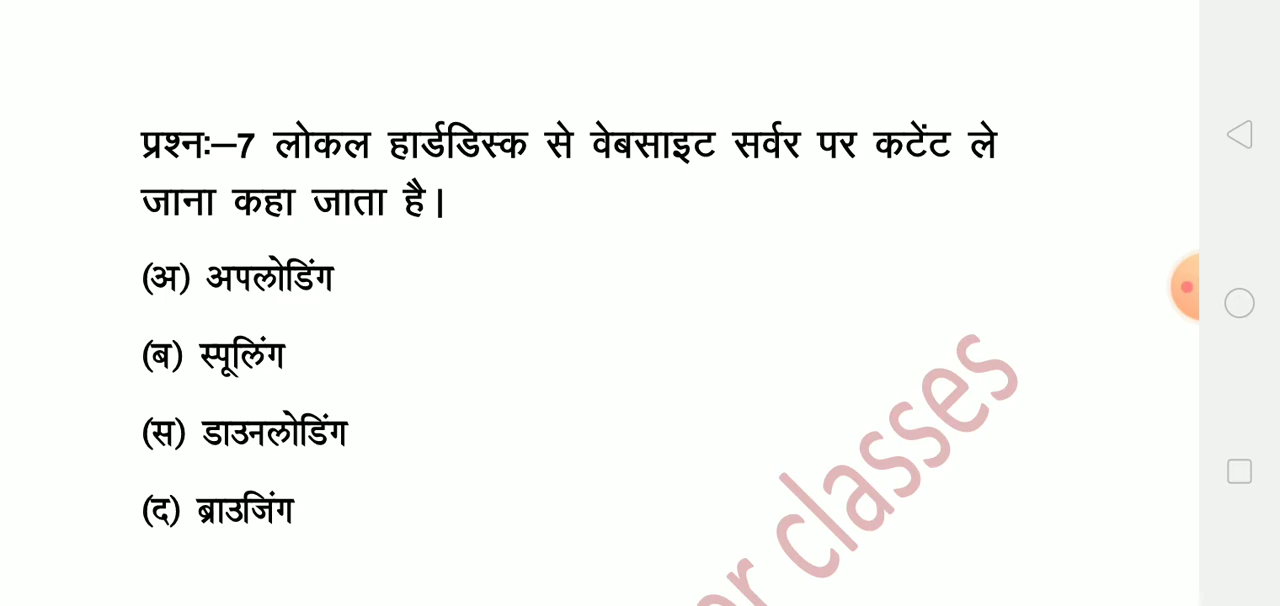 प्रश्नः–7 लोकल हार्डडिस्क से वेबसाइट सर्वर पर कटेंट ले
जाना कहा जाता है।
(अ) अपलोडिंग
(ब) स्पूलिंग
(स) डाउनलोडिंग
(द) ब्राउजिंग
classes